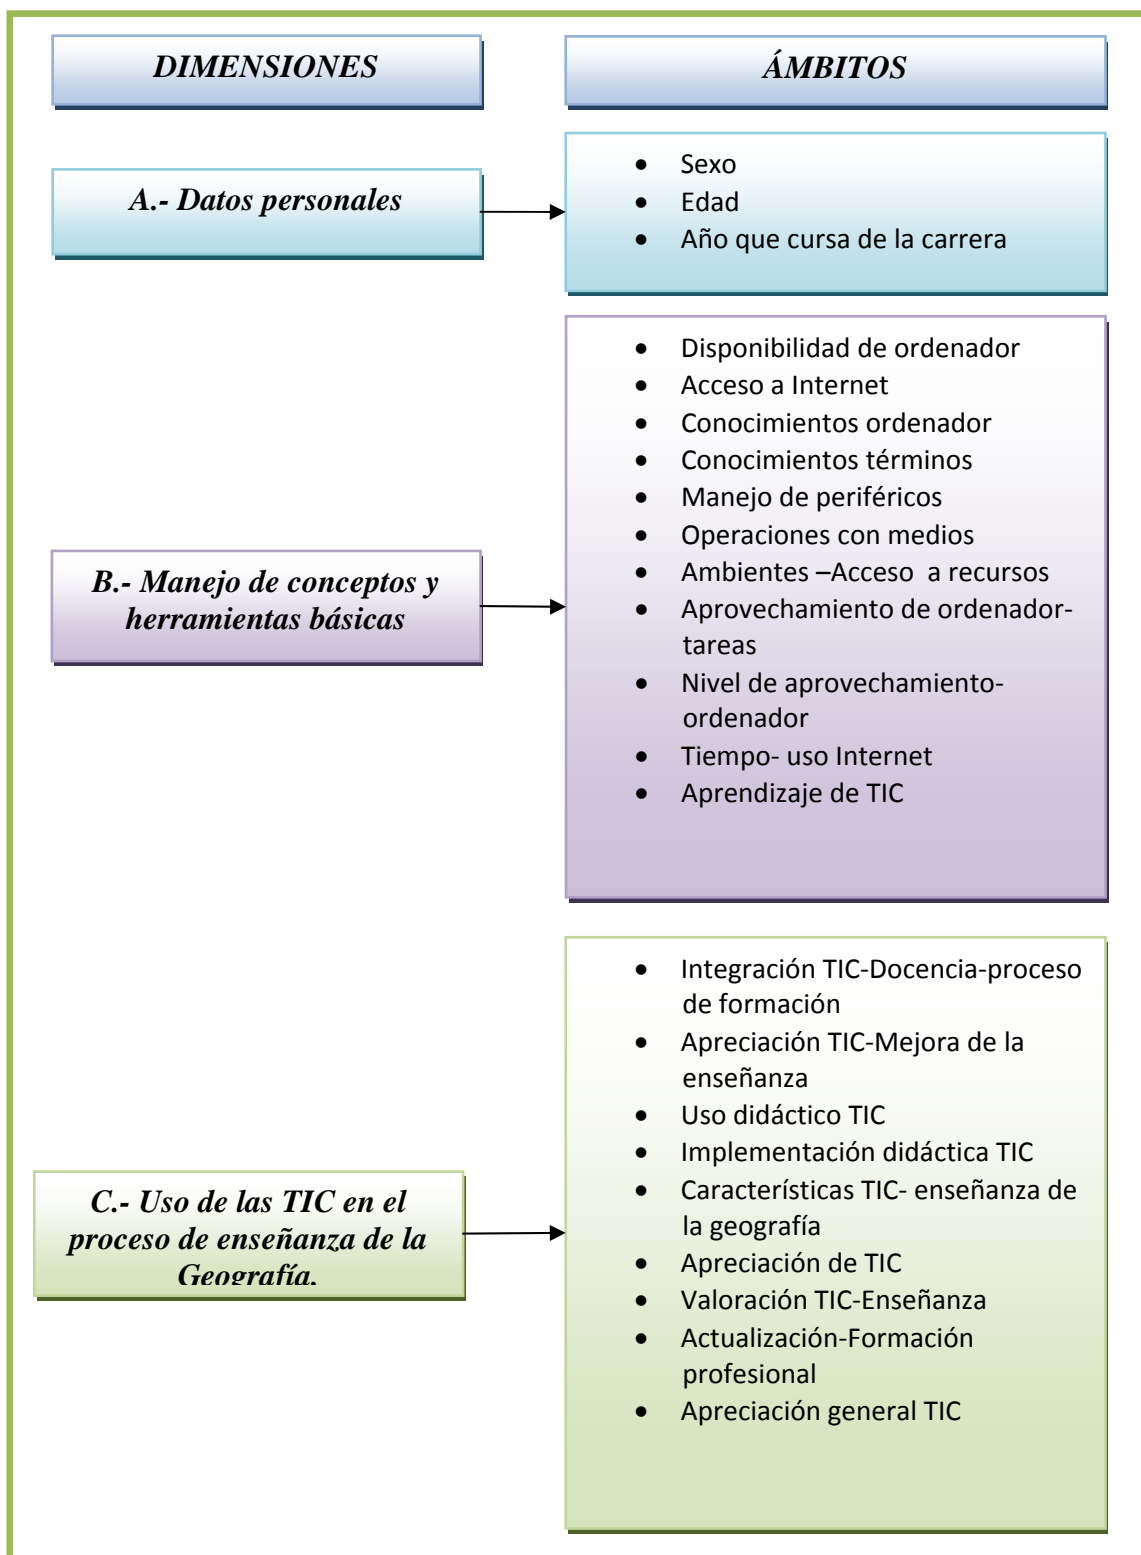 DIMENSIONES
ÁMBITOS
A.- Datos personales
• Sexo
• Edad
• Año que cursa de la carrera
B.- Manejo de conceptos y
herramientas básicas
• Disponibilidad de ordenador
• Acceso a Internet
• Conocimientos ordenador
• Conocimientos términos
• Manejo de periféricos
• Operaciones con medios
• Ambientes –Acceso  a recursos
• Aprovechamiento de ordenador-
tareas
• Nivel de aprovechamiento-
ordenador
• Tiempo- uso Internet
• Aprendizaje de TIC
C.- Uso de las TIC en el
proceso de enseñanza de la
Geografía.
• Integración TIC-Docencia-proceso
de formación
• Apreciación TIC-Mejora de la
enseñanza
• Uso didáctico TIC
• Implementación didáctica TIC
• Características TIC- enseñanza de
la geografía
• Apreciación de TIC
• Valoración TIC-Enseñanza
• Actualización-Formación
profesional
• Apreciación general TIC